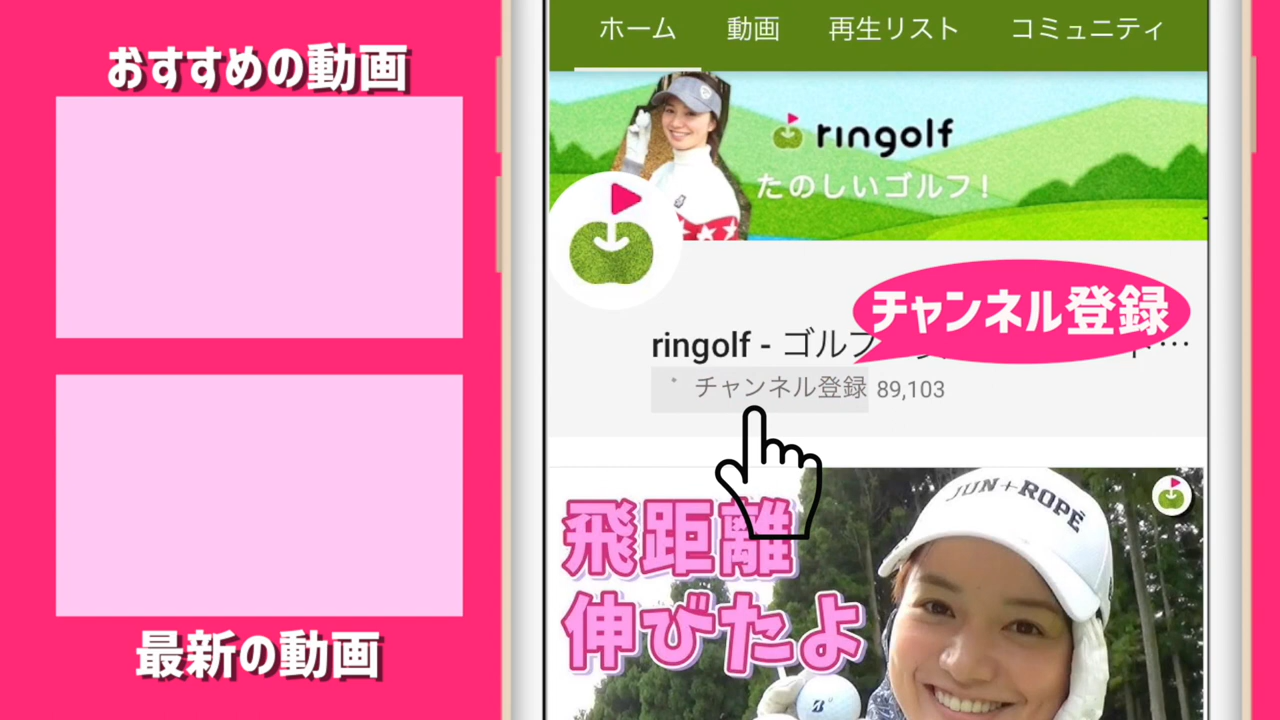 おすすめの動画
最新の動画
ホーム 動画 再生リスト コミュニティ
ringolf
たのしいゴルフ!
チャンネル登録
ringolf - ゴルフ
チャンネル登録 89,103
JUN+ROPÉ
飛距離
伸びたよ